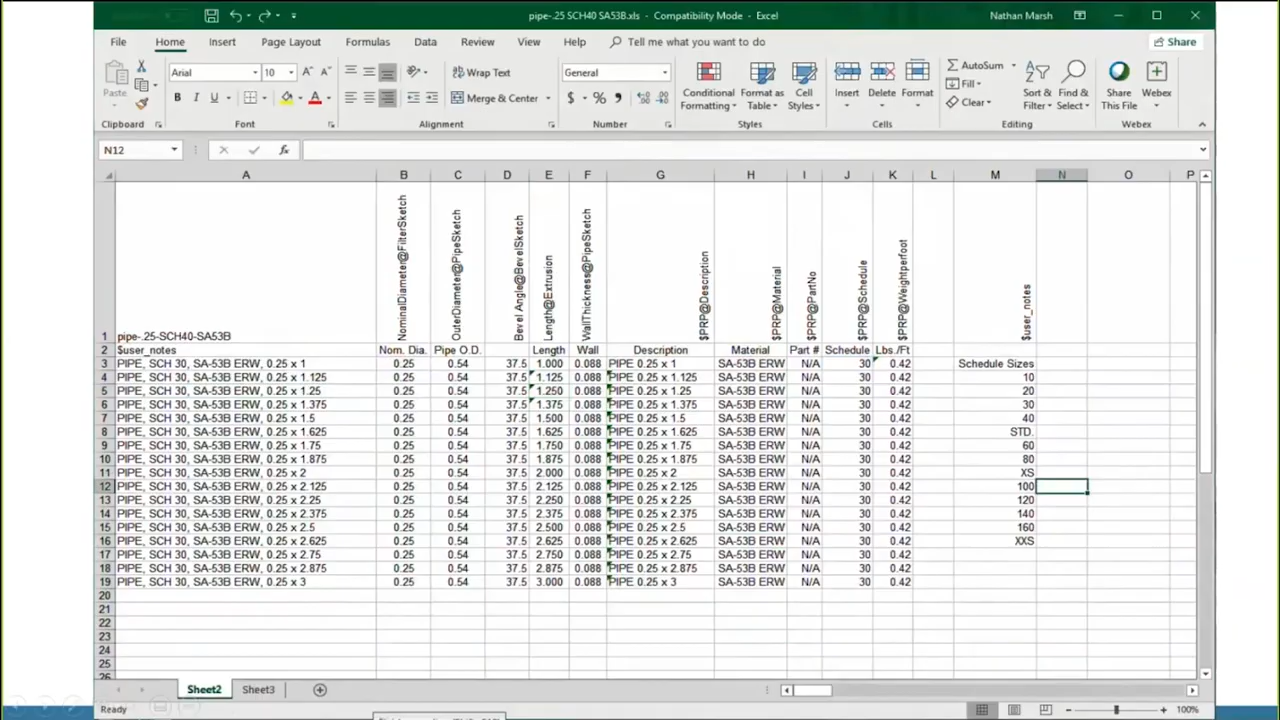 pipe-.25 SCH40 SA53B.xls - Compatibility Mode - Excel
Nathan Marsh
File Home Insert Page Layout Formulas Data Review View Help Tell me what you want to do Share
Paste
Arial 10
Wrap Text
General
B I U
Merge & Center
$ % ,
Conditional Formatting
Format as Table
Cell Styles
Insert Delete Format
AutoSum
Fill
Clear
Sort & Filter
Find & Select
Share This File
Webex
Clipboard Font Alignment Number Styles Cells Editing Webex
N12
fx
A B C D E F G H I J K L M N O P
1 pipe-.25-SCH40-SA53B NominalDiameter@FilterSketch OuterDiameter@PipeSketch Bevel Angle@BevelSketch Length@Extrusion WallThickness@PipeSketch $PRP@Description $PRP@Material $PRP@PartNo $PRP@Schedule $PRP@Weightperfoot $user_notes
2 $user_notes Nom. Dia. Pipe O.D. Length Wall Description Material Part # Schedule Lbs./Ft
3 PIPE, SCH 30, SA-53B ERW, 0.25 x 1 0.25 0.54 37.5 1.000 0.088 PIPE 0.25 x 1 SA-53B ERW N/A 30 0.42 Schedule Sizes
4 PIPE, SCH 30, SA-53B ERW, 0.25 x 1.125 0.25 0.54 37.5 1.125 0.088 PIPE 0.25 x 1.125 SA-53B ERW N/A 30 0.42 10
5 PIPE, SCH 30, SA-53B ERW, 0.25 x 1.25 0.25 0.54 37.5 1.250 0.088 PIPE 0.25 x 1.25 SA-53B ERW N/A 30 0.42 20
6 PIPE, SCH 30, SA-53B ERW, 0.25 x 1.375 0.25 0.54 37.5 1.375 0.088 PIPE 0.25 x 1.375 SA-53B ERW N/A 30 0.42 30
7 PIPE, SCH 30, SA-53B ERW, 0.25 x 1.5 0.25 0.54 37.5 1.500 0.088 PIPE 0.25 x 1.5 SA-53B ERW N/A 30 0.42 40
8 PIPE, SCH 30, SA-53B ERW, 0.25 x 1.625 0.25 0.54 37.5 1.625 0.088 PIPE 0.25 x 1.625 SA-53B ERW N/A 30 0.42 STD.
9 PIPE, SCH 30, SA-53B ERW, 0.25 x 1.75 0.25 0.54 37.5 1.750 0.088 PIPE 0.25 x 1.75 SA-53B ERW N/A 30 0.42 60
10 PIPE, SCH 30, SA-53B ERW, 0.25 x 1.875 0.25 0.54 37.5 1.875 0.088 PIPE 0.25 x 1.875 SA-53B ERW N/A 30 0.42 80
11 PIPE, SCH 30, SA-53B ERW, 0.25 x 2 0.25 0.54 37.5 2.000 0.088 PIPE 0.25 x 2 SA-53B ERW N/A 30 0.42 XS
12 PIPE, SCH 30, SA-53B ERW, 0.25 x 2.125 0.25 0.54 37.5 2.125 0.088 PIPE 0.25 x 2.125 SA-53B ERW N/A 30 0.42 100
13 PIPE, SCH 30, SA-53B ERW, 0.25 x 2.25 0.25 0.54 37.5 2.250 0.088 PIPE 0.25 x 2.25 SA-53B ERW N/A 30 0.42 120
14 PIPE, SCH 30, SA-53B ERW, 0.25 x 2.375 0.25 0.54 37.5 2.375 0.088 PIPE 0.25 x 2.375 SA-53B ERW N/A 30 0.42 140
15 PIPE, SCH 30, SA-53B ERW, 0.25 x 2.5 0.25 0.54 37.5 2.500 0.088 PIPE 0.25 x 2.5 SA-53B ERW N/A 30 0.42 160
16 PIPE, SCH 30, SA-53B ERW, 0.25 x 2.625 0.25 0.54 37.5 2.625 0.088 PIPE 0.25 x 2.625 SA-53B ERW N/A 30 0.42 XXS
17 PIPE, SCH 30, SA-53B ERW, 0.25 x 2.75 0.25 0.54 37.5 2.750 0.088 PIPE 0.25 x 2.75 SA-53B ERW N/A 30 0.42
18 PIPE, SCH 30, SA-53B ERW, 0.25 x 2.875 0.25 0.54 37.5 2.875 0.088 PIPE 0.25 x 2.875 SA-53B ERW N/A 30 0.42
19 PIPE, SCH 30, SA-53B ERW, 0.25 x 3 0.25 0.54 37.5 3.000 0.088 PIPE 0.25 x 3 SA-53B ERW N/A 30 0.42
20
21
22
23
24
25
26
Sheet2 Sheet3
Ready
100%